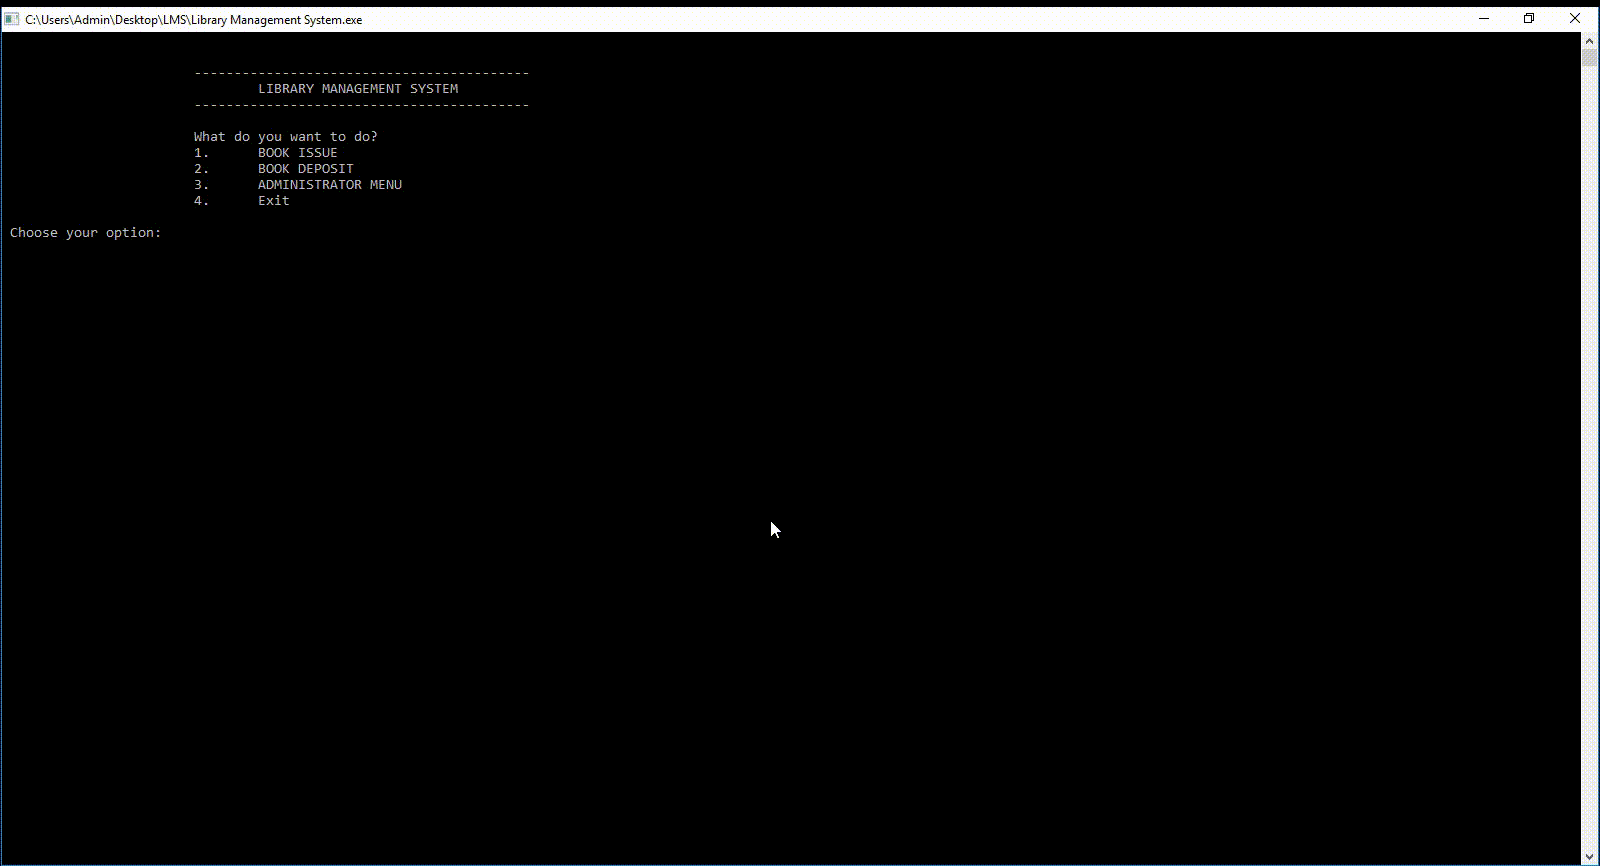 C:\Users\Admin\Desktop\LMS\Library Management System.exe
------------------------------------------
LIBRARY MANAGEMENT SYSTEM
------------------------------------------
What do you want to do?
1. BOOK ISSUE
2. BOOK DEPOSIT
3. ADMINISTRATOR MENU
4. Exit
Choose your option: